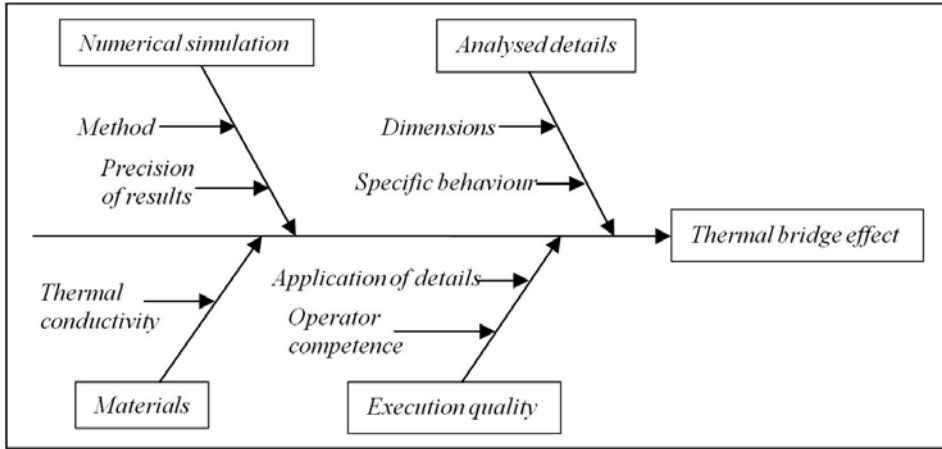 Numerical simulation
Analysed details
Method
Dimensions
Precision
of results
Specific behaviour
Thermal bridge effect
Thermal
conductivity
Application of details
Operator
competence
Materials
Execution quality